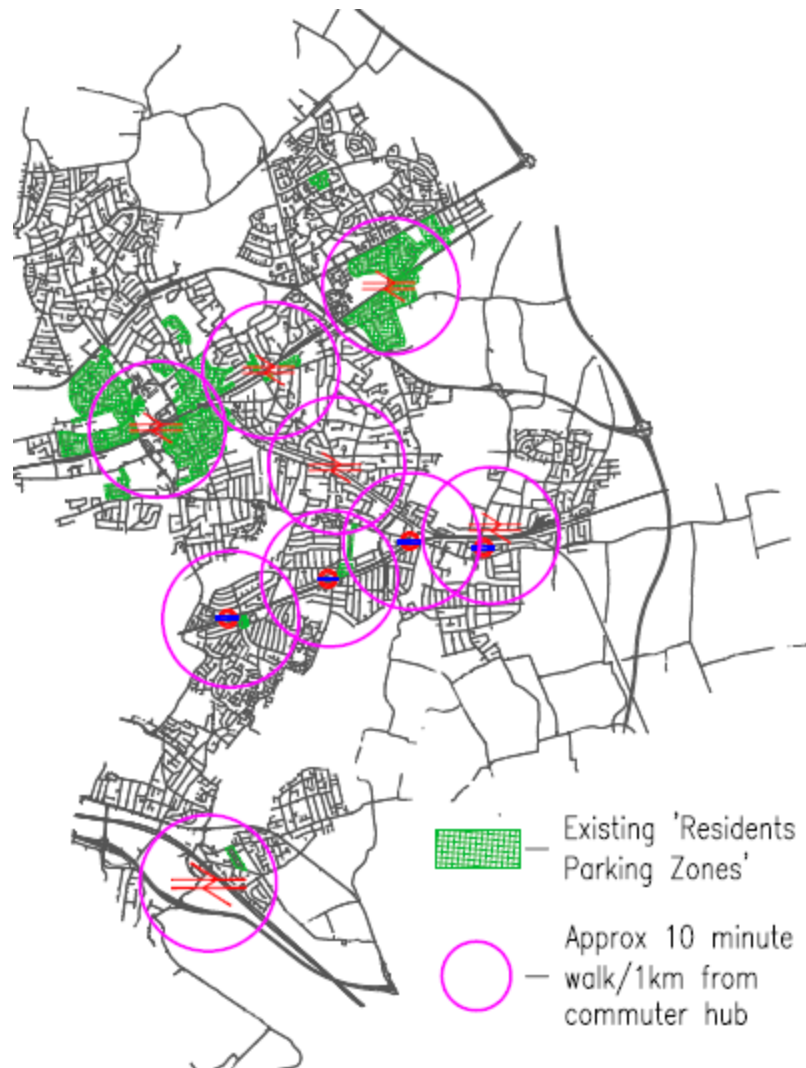 Existing 'Residents
Parking Zones'
Approx 10 minute
walk/1km from
commuter hub